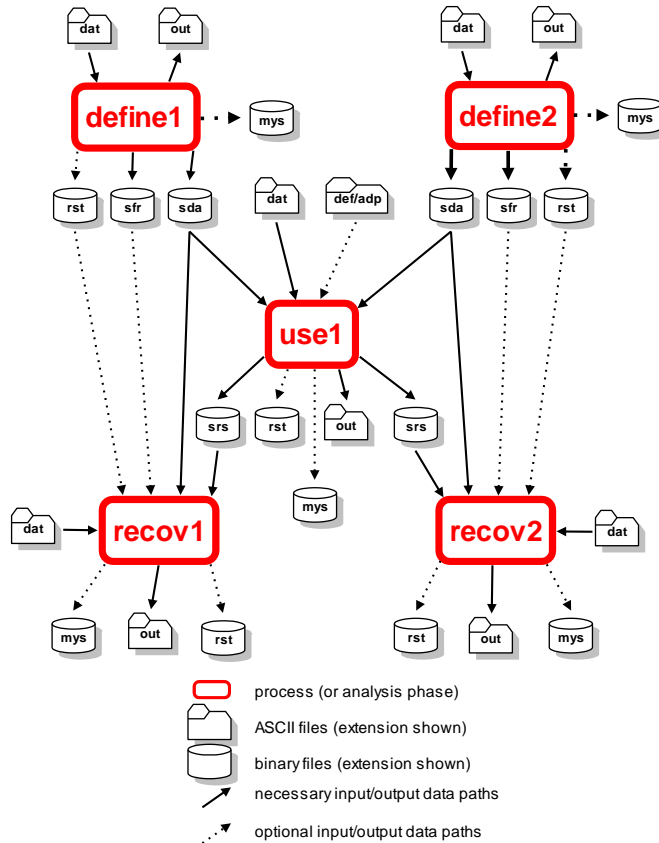 dat
out
dat
out
define1
mys
define2
mys
rst
sfr
sda
dat
def/adp
sda
sfr
rst
use1
srs
rst
out
srs
mys
dat
recov1
recov2
dat
mys
out
rst
rst
out
mys
process (or analysis phase)
ASCII files (extension shown)
binary files (extension shown)
necessary input/output data paths
optional input/output data paths